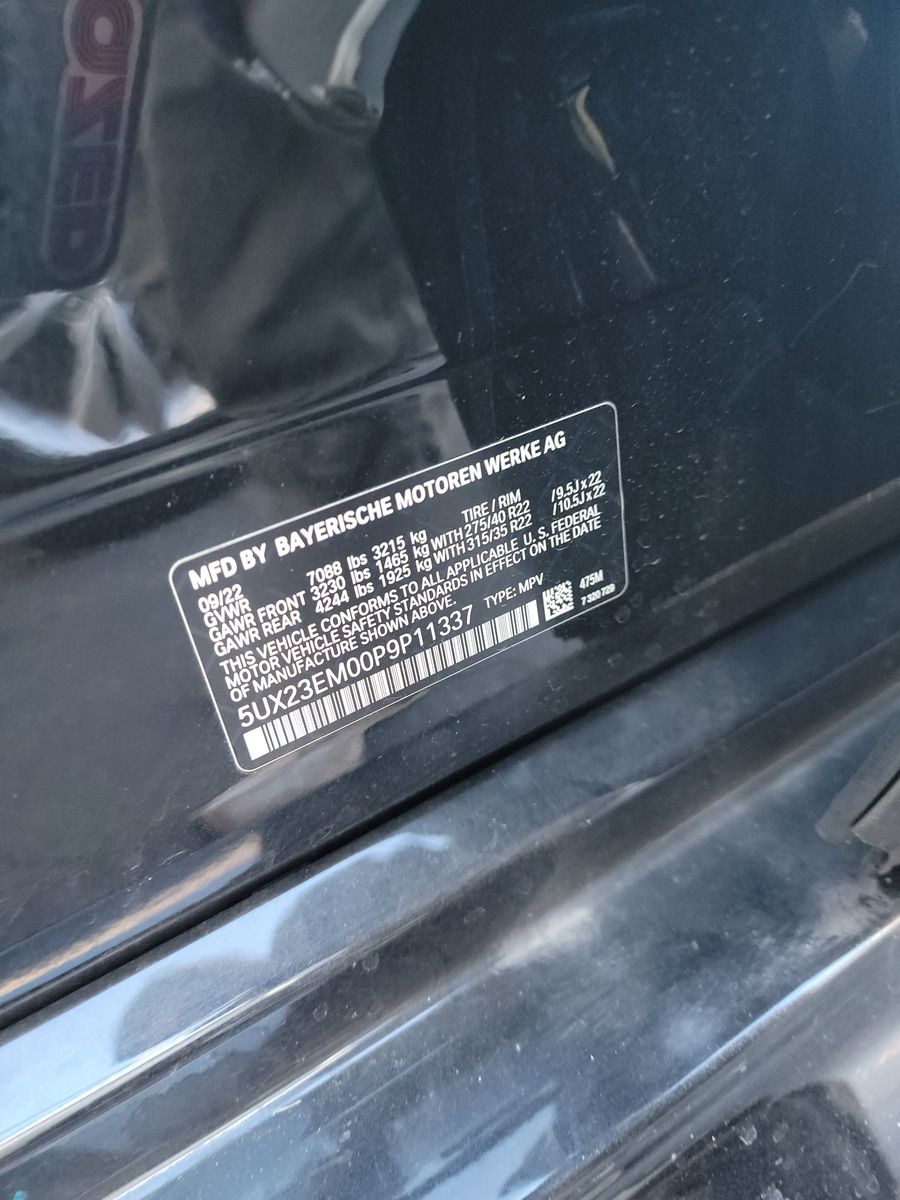 MFD BY BAYERISCHE MOTOREN WERKE AG
09/22 TIRE / RIM
GVWR 7088 lbs 3215 kg
GAWR FRONT 3230 lbs 1465 kg WITH 275/40 R22 /9.5J x 22
GAWR REAR 4244 lbs 1925 kg WITH 315/35 R22 /10.5J x 22
THIS VEHICLE CONFORMS TO ALL APPLICABLE U. S. FEDERAL
MOTOR VEHICLE SAFETY STANDARDS IN EFFECT ON THE DATE
OF MANUFACTURE SHOWN ABOVE.
5UX23EM00P9P11337 TYPE: MPV
475M
7 320 729